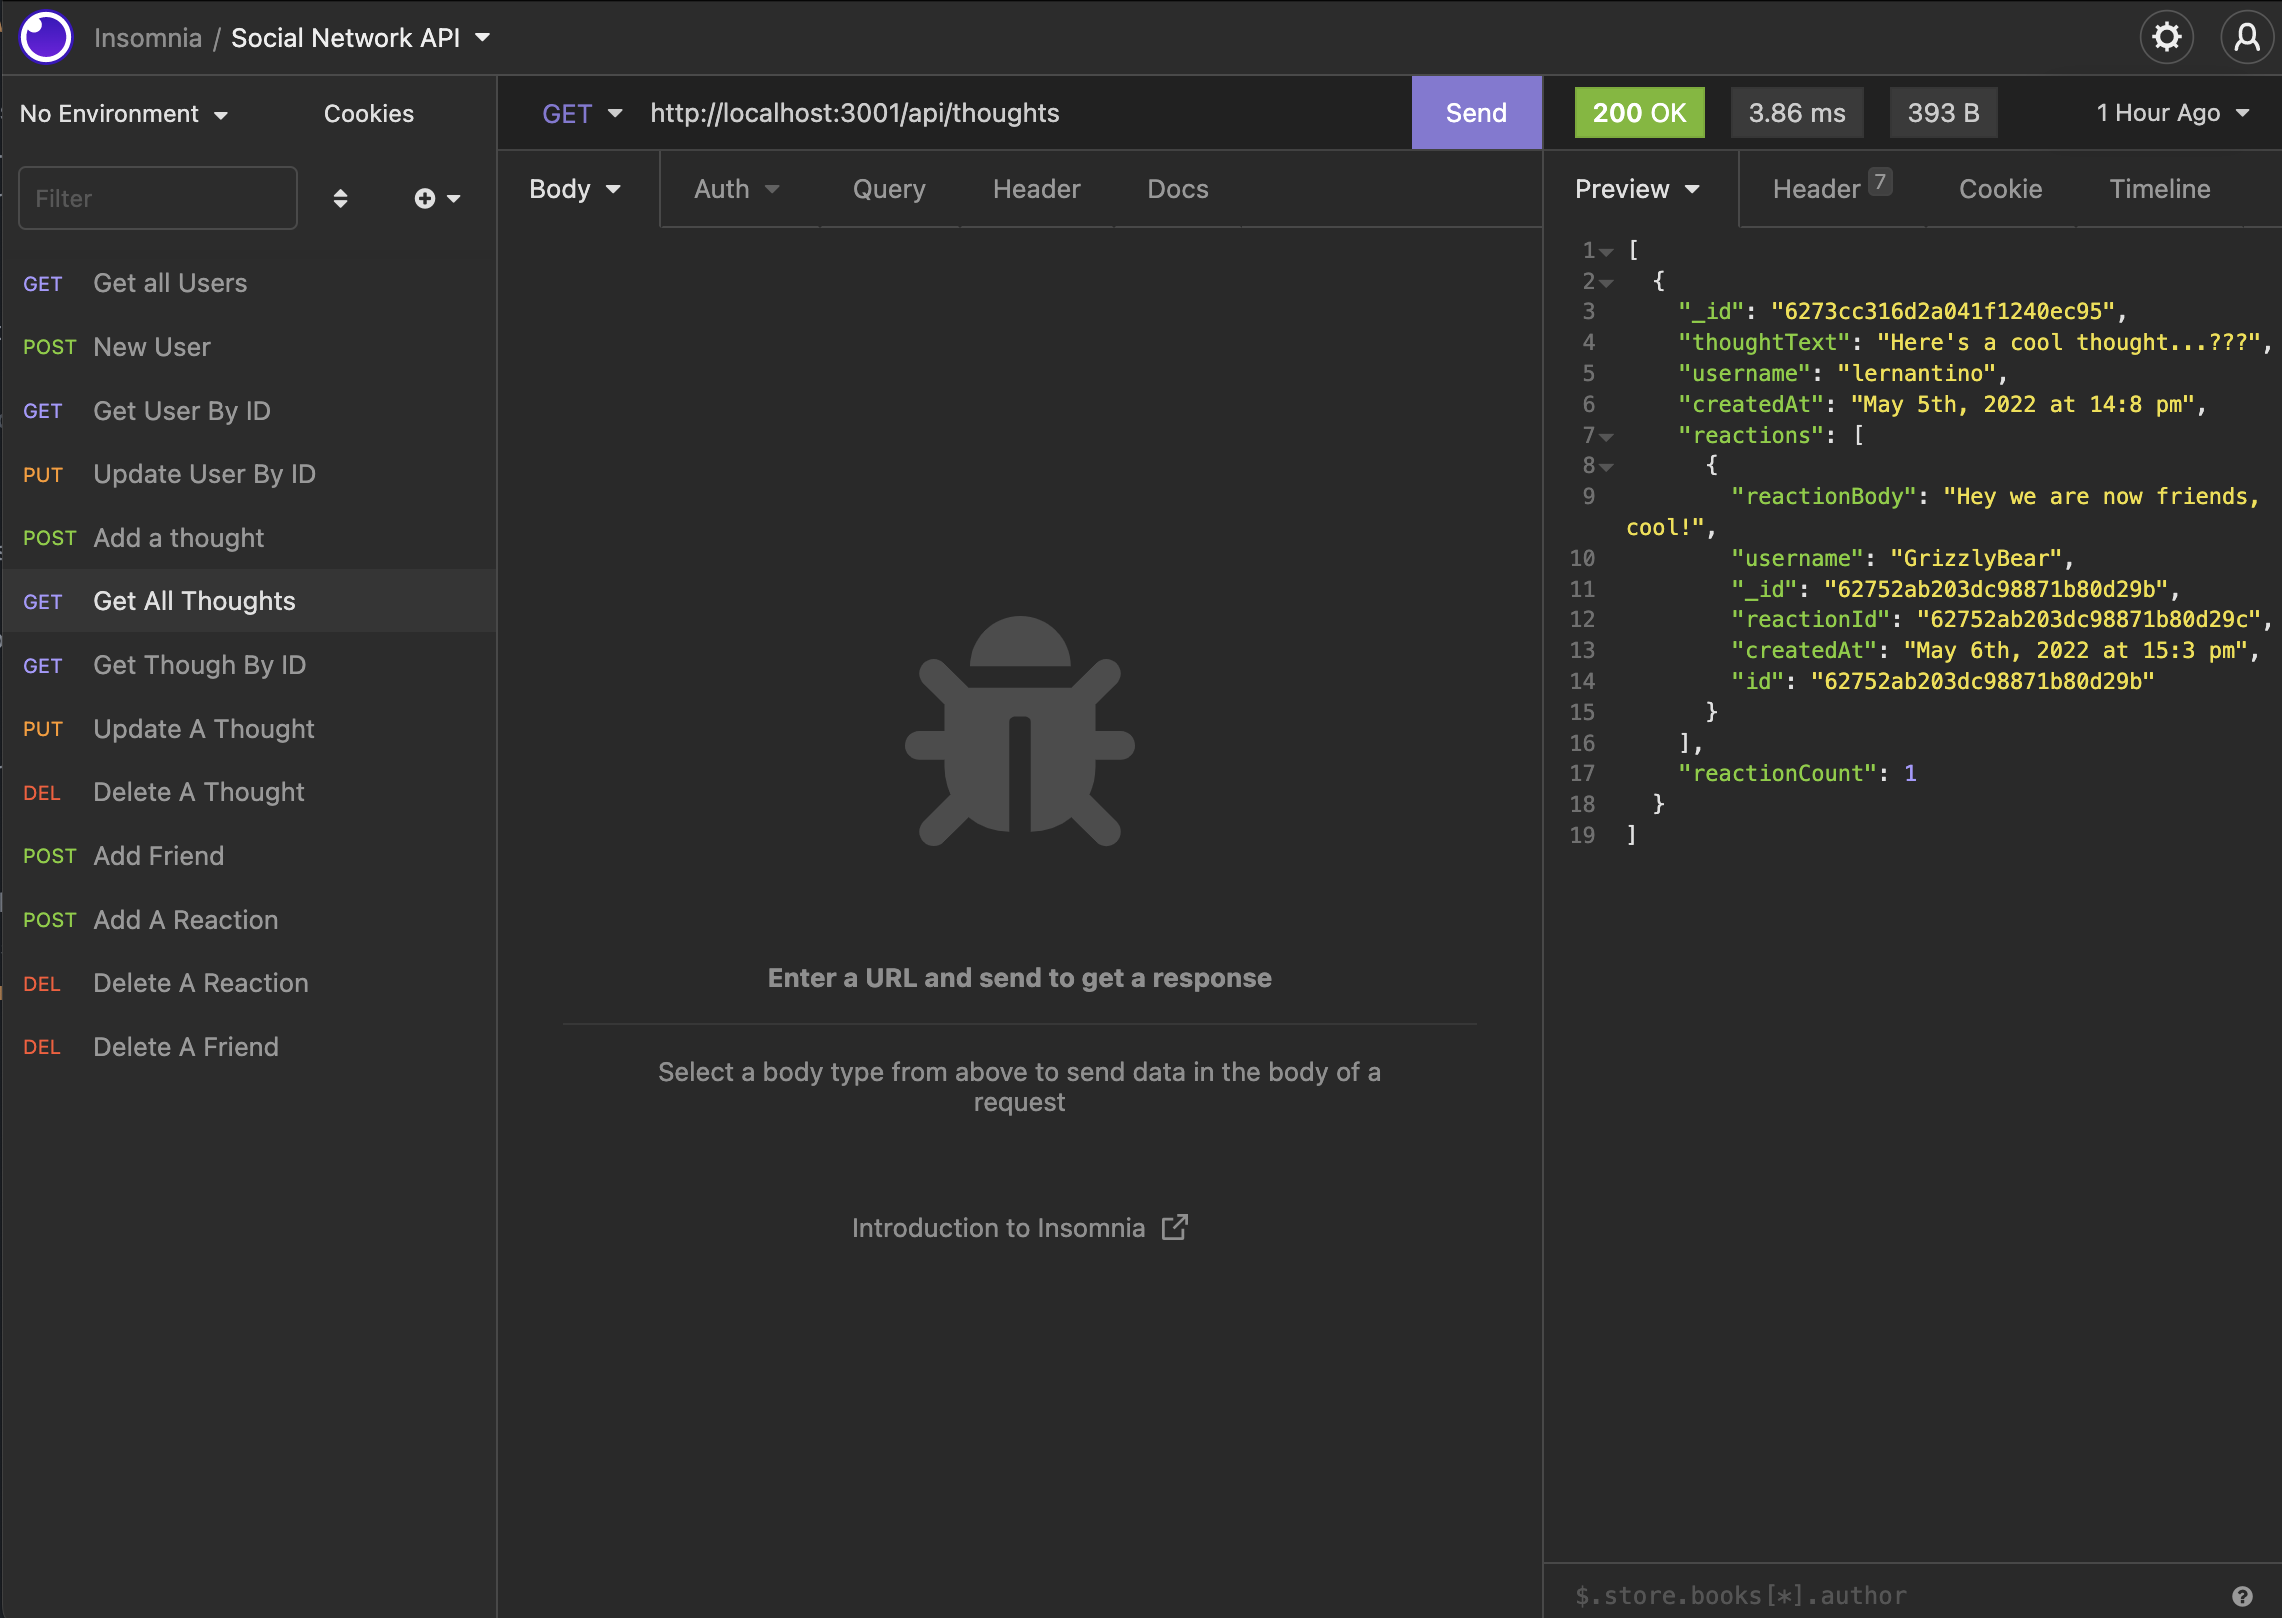 Insomnia / Social Network API
No Environment
Cookies
Filter
GET Get all Users
POST New User
GET Get User By ID
PUT Update User By ID
POST Add a thought
GET Get All Thoughts
GET Get Though By ID
PUT Update A Thought
DEL Delete A Thought
POST Add Friend
POST Add A Reaction
DEL Delete A Reaction
DEL Delete A Friend
GET http://localhost:3001/api/thoughts Send
Body Auth Query Header Docs
Enter a URL and send to get a response
Select a body type from above to send data in the body of a
request
Introduction to Insomnia
200 OK 3.86 ms 393 B 1 Hour Ago
Preview Header 7 Cookie Timeline
1 [
2 {
3 "_id": "6273cc316d2a041f1240ec95",
4 "thoughtText": "Here's a cool thought...???",
5 "username": "lernantino",
6 "createdAt": "May 5th, 2022 at 14:8 pm",
7 "reactions": [
8 {
9 "reactionBody": "Hey we are now friends,
cool!",
10 "username": "GrizzlyBear",
11 "_id": "62752ab203dc98871b80d29b",
12 "reactionId": "62752ab203dc98871b80d29c",
13 "createdAt": "May 6th, 2022 at 15:3 pm",
14 "id": "62752ab203dc98871b80d29b"
15 }
16 ],
17 "reactionCount": 1
18 }
19 ]
$.store.books[*].author